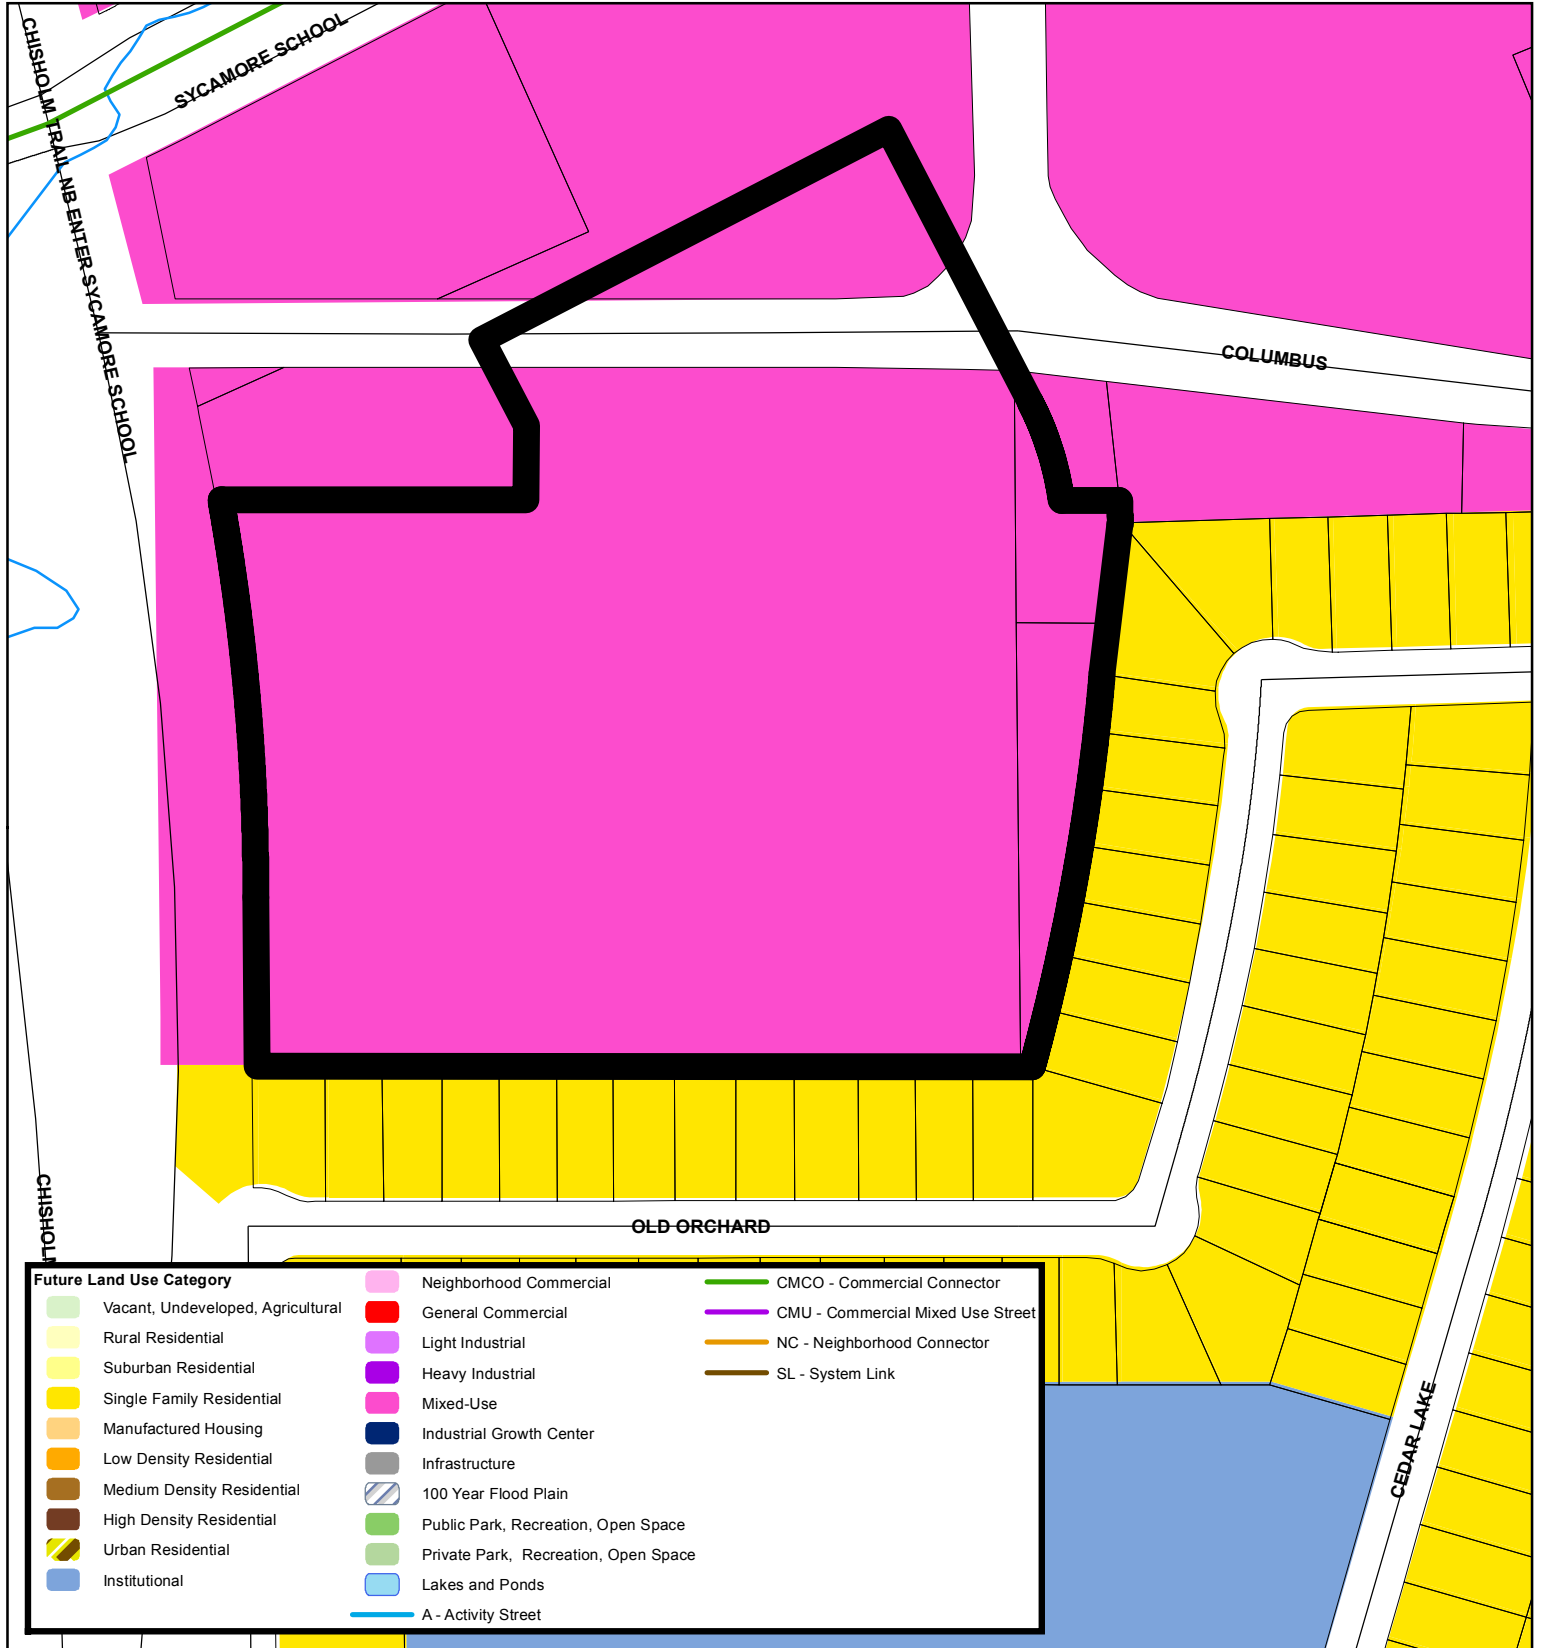 CHISHOLM TRAIL NB ENTER SYCAMORE SCHOOL
SYCAMORE SCHOOL
COLUMBUS
OLD ORCHARD
CEDAR LAKE
Future Land Use Category
Vacant, Undeveloped, Agricultural
Rural Residential
Suburban Residential
Single Family Residential
Manufactured Housing
Low Density Residential
Medium Density Residential
High Density Residential
Urban Residential
Institutional
Neighborhood Commercial
General Commercial
Light Industrial
Heavy Industrial
Mixed-Use
Industrial Growth Center
Infrastructure
100 Year Flood Plain
Public Park, Recreation, Open Space
Private Park, Recreation, Open Space
Lakes and Ponds
A - Activity Street
CMCO - Commercial Connector
CMU - Commercial Mixed Use Street
NC - Neighborhood Connector
SL - System Link